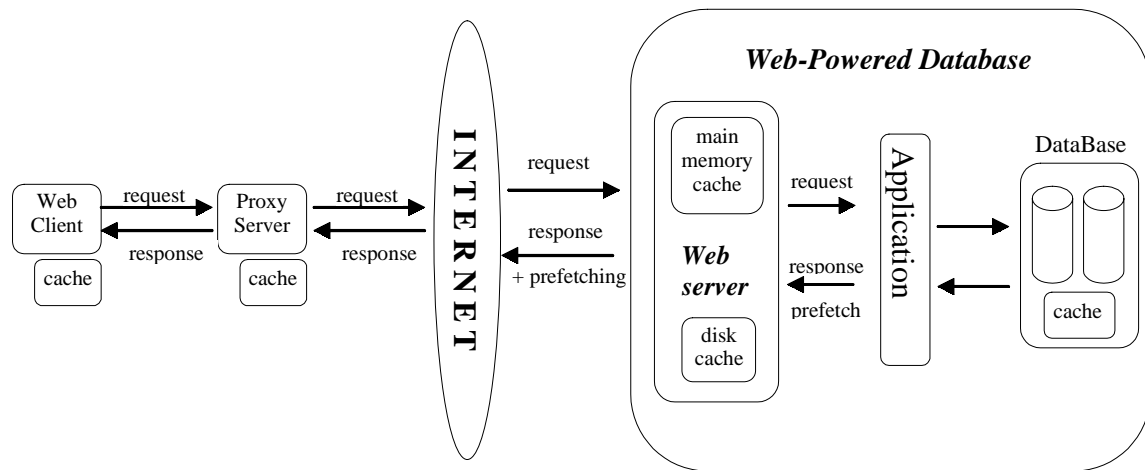 Web-Powered Database
Web
Client
cache
request
response
Proxy
Server
cache
request
response
INTERNET
request
response
+ prefetching
main
memory
cache
Web
server
disk
cache
request
response
prefetch
Application
DataBase
cache